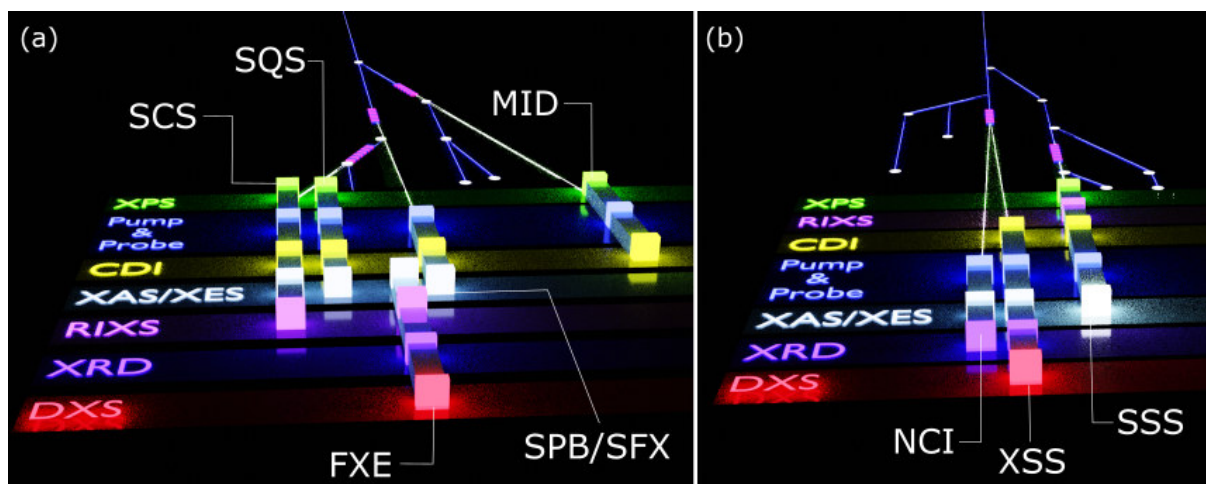 (a)
SQS
SCS
MID
XPS
Pump
&
Probe
CDI
XAS/XES
RIXS
XRD
DXS
FXE
SPB/SFX
(b)
XPS
RIXS
CDI
Pump
&
Probe
XAS/XES
XRD
DXS
NCI
XSS
SSS